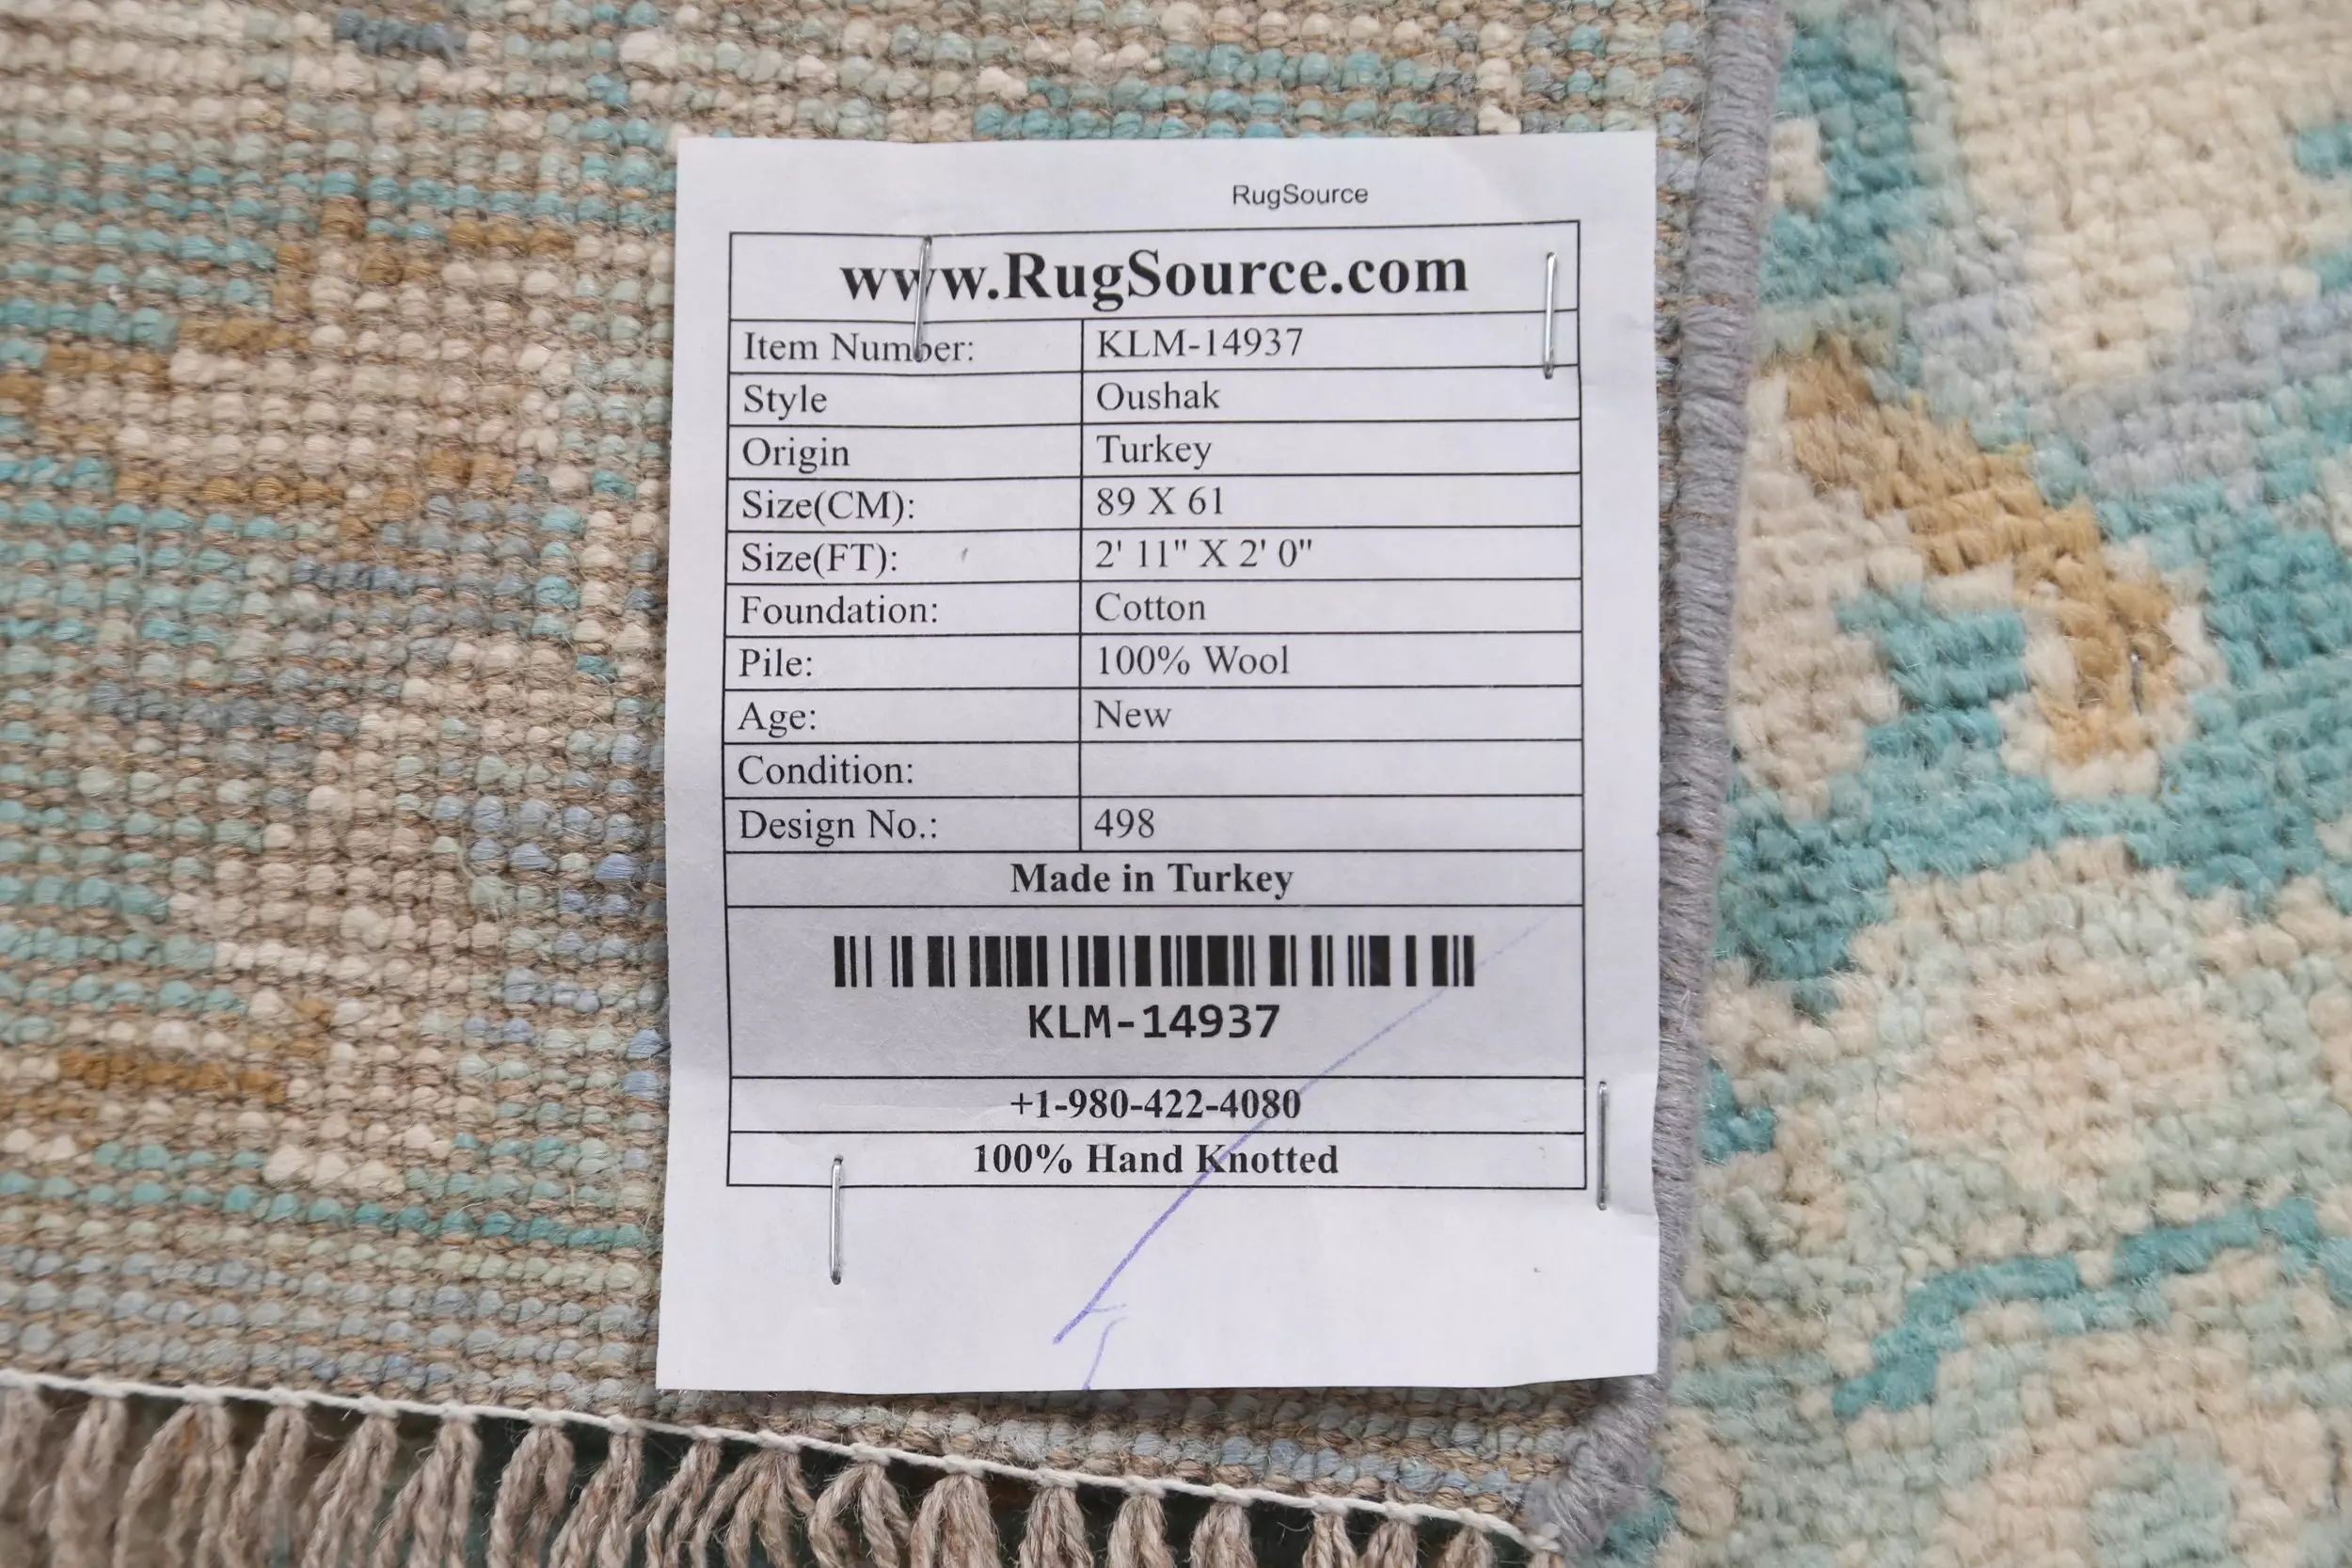 RugSource
www.RugSource.com
Item Number: KLM-14937
Style Oushak
Origin Turkey
Size(CM): 89 X 61
Size(FT): 2' 11" X 2' 0"
Foundation: Cotton
Pile: 100% Wool
Age: New
Condition:
Design No.: 498
Made in Turkey
KLM-14937
+1-980-422-4080
100% Hand Knotted